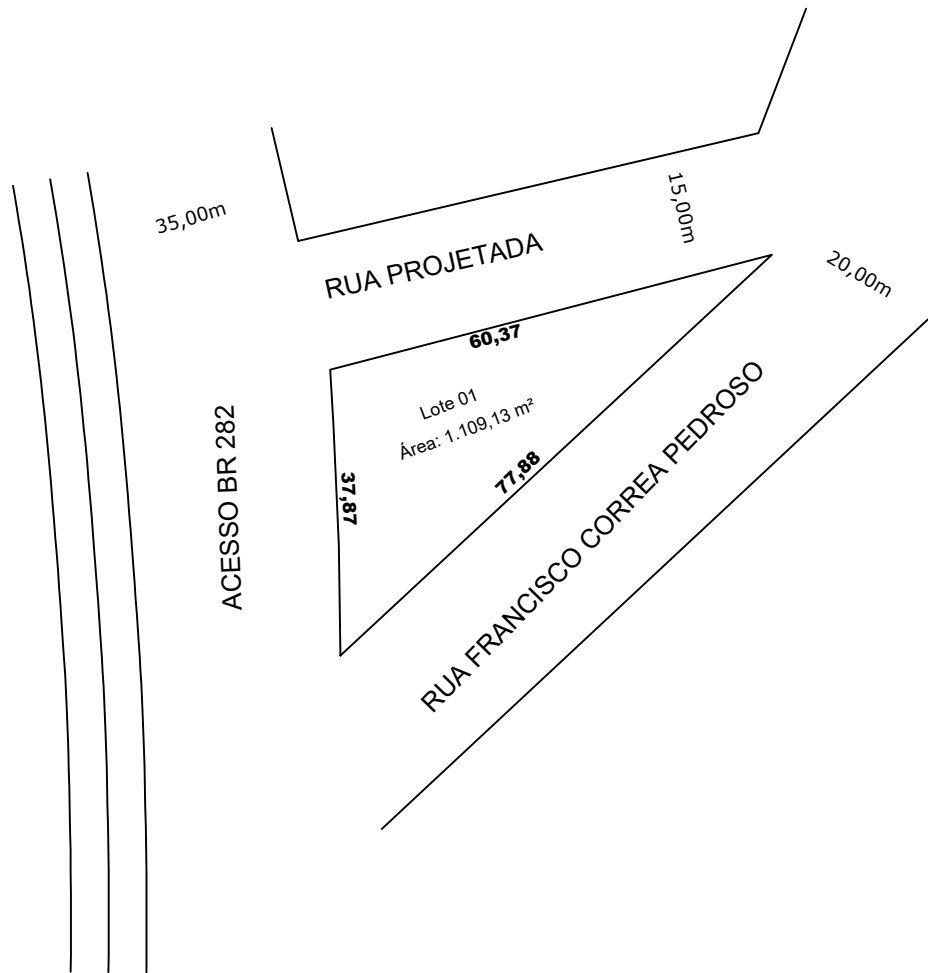 35,00m
15,00m
RUA PROJETADA
20,00m
60,37
Lote 01
Área: 1.109,13 m²
ACESSO BR 282
37,87
77,88
RUA FRANCISCO CORREA PEDROSO